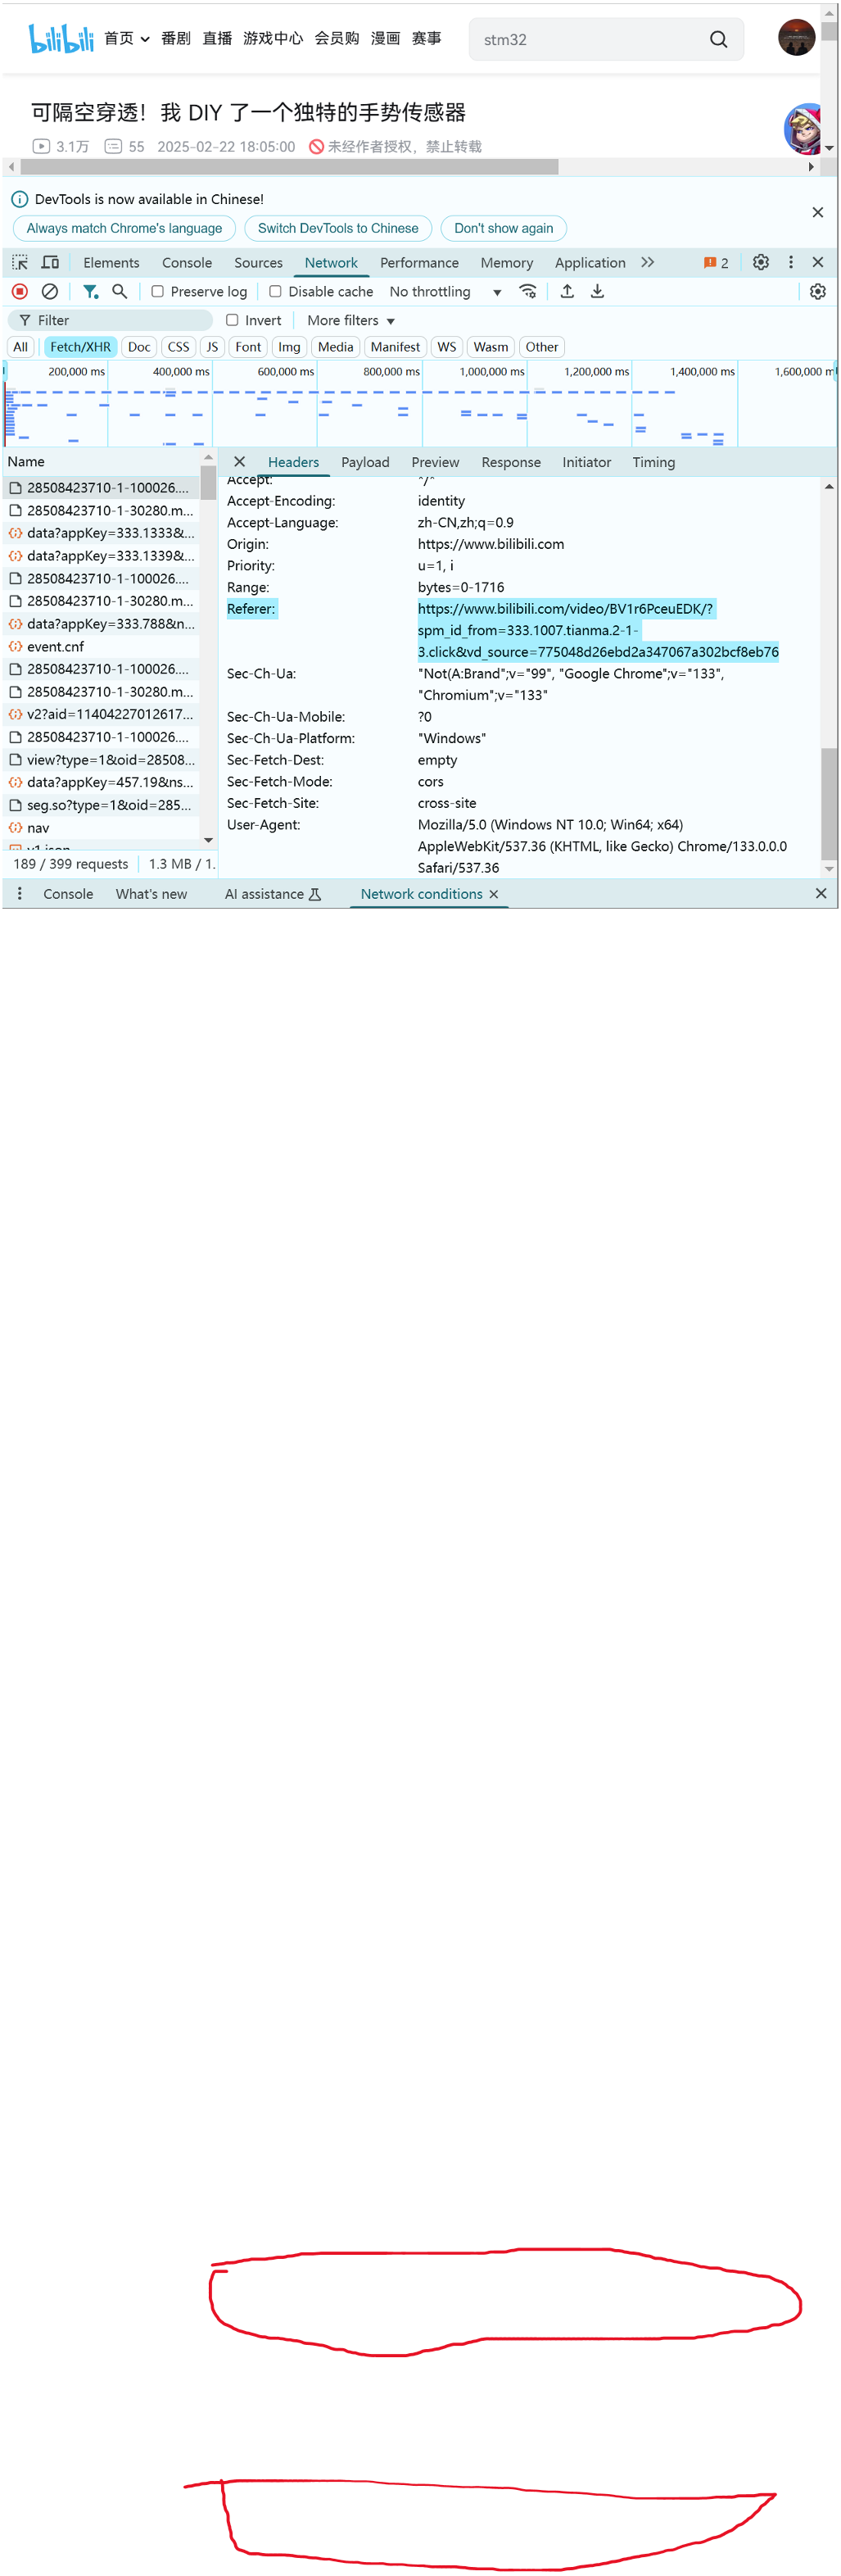 bilibili 首页 番剧 直播 游戏中心 会员购 漫画 赛事 stm32
可隔空穿透！我 DIY 了一个独特的手势传感器
3.1万 55 2025-02-22 18:05:00 未经作者授权，禁止转载
DevTools is now available in Chinese!
Always match Chrome's language Switch DevTools to Chinese Don't show again
Elements Console Sources Network Performance Memory Application 2
Preserve log Disable cache No throttling
Filter Invert More filters
All Fetch/XHR Doc CSS JS Font Img Media Manifest WS Wasm Other
200,000 ms 400,000 ms 600,000 ms 800,000 ms 1,000,000 ms 1,200,000 ms 1,400,000 ms 1,600,000 m
Name
28508423710-1-100026....
28508423710-1-30280.m...
data?appKey=333.1333&...
data?appKey=333.1339&...
28508423710-1-100026....
28508423710-1-30280.m...
data?appKey=333.788&n...
event.cnf
28508423710-1-100026....
28508423710-1-30280.m...
v2?aid=11404227012617...
28508423710-1-100026....
view?type=1&oid=28508...
data?appKey=457.19&ns...
seg.so?type=1&oid=285...
nav
v1.json
189 / 399 requests 1.3 MB / 1.
Headers Payload Preview Response Initiator Timing
Accept: */*
Accept-Encoding: identity
Accept-Language: zh-CN,zh;q=0.9
Origin: https://www.bilibili.com
Priority: u=1, i
Range: bytes=0-1716
Referer: https://www.bilibili.com/video/BV1r6PceuEDK/?
spm_id_from=333.1007.tianma.2-1-
3.click&vd_source=775048d26ebd2a347067a302bcf8eb76
Sec-Ch-Ua: "Not(A:Brand";v="99", "Google Chrome";v="133",
"Chromium";v="133"
Sec-Ch-Ua-Mobile: ?0
Sec-Ch-Ua-Platform: "Windows"
Sec-Fetch-Dest: empty
Sec-Fetch-Mode: cors
Sec-Fetch-Site: cross-site
User-Agent: Mozilla/5.0 (Windows NT 10.0; Win64; x64)
AppleWebKit/537.36 (KHTML, like Gecko) Chrome/133.0.0.0
Safari/537.36
Console What's new AI assistance Network conditions